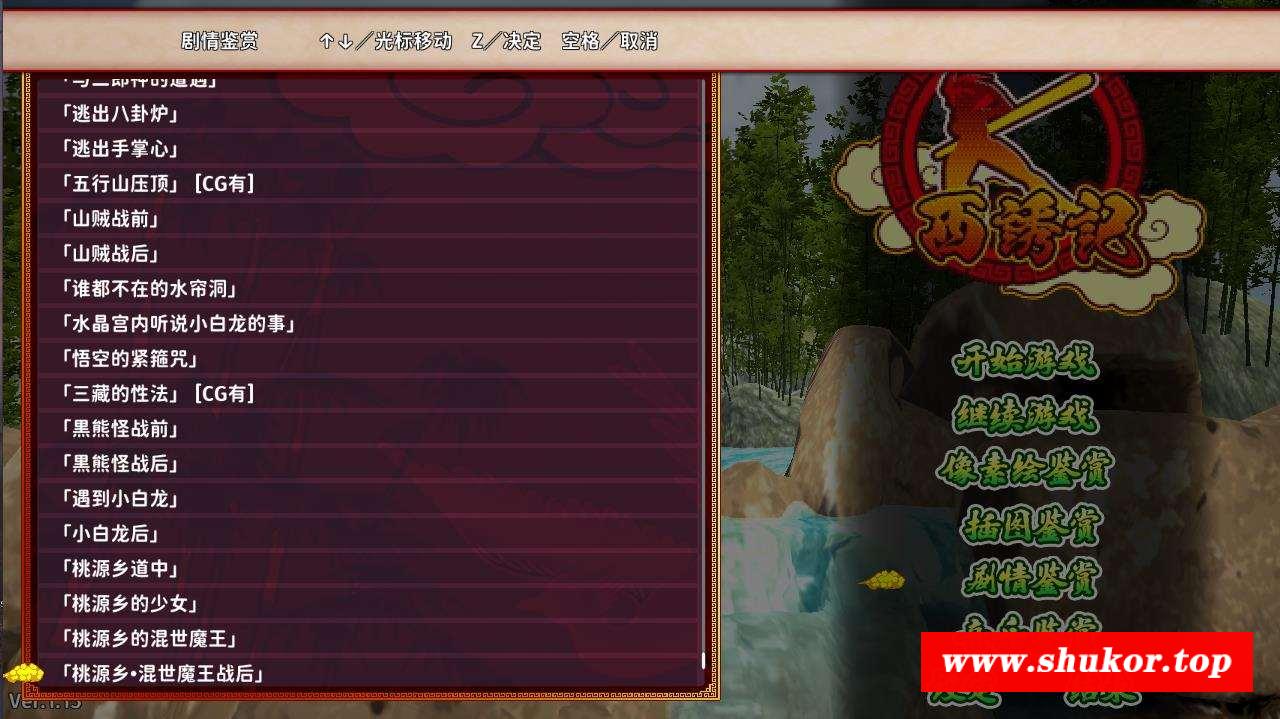 剧情鉴赏 ↑↓／光标移动 Z／决定 空格／取消
「逃出八卦炉」
「逃出手掌心」
「五行山压顶」 [CG有]
「山贼战前」
「山贼战后」
「谁都不在的水帘洞」
「水晶宫内听说小白龙的事」
「悟空的紧箍咒」
「三藏的性法」 [CG有]
「黑熊怪战前」
「黑熊怪战后」
「遇到小白龙」
「小白龙后」
「桃源乡道中」
「桃源乡的少女」
「桃源乡的混世魔王」
「桃源乡•混世魔王战后」
西誘記
开始游戏
继续游戏
像素绘鉴赏
插图鉴赏
剧情鉴赏
www.shukor.top
Ver.1.15